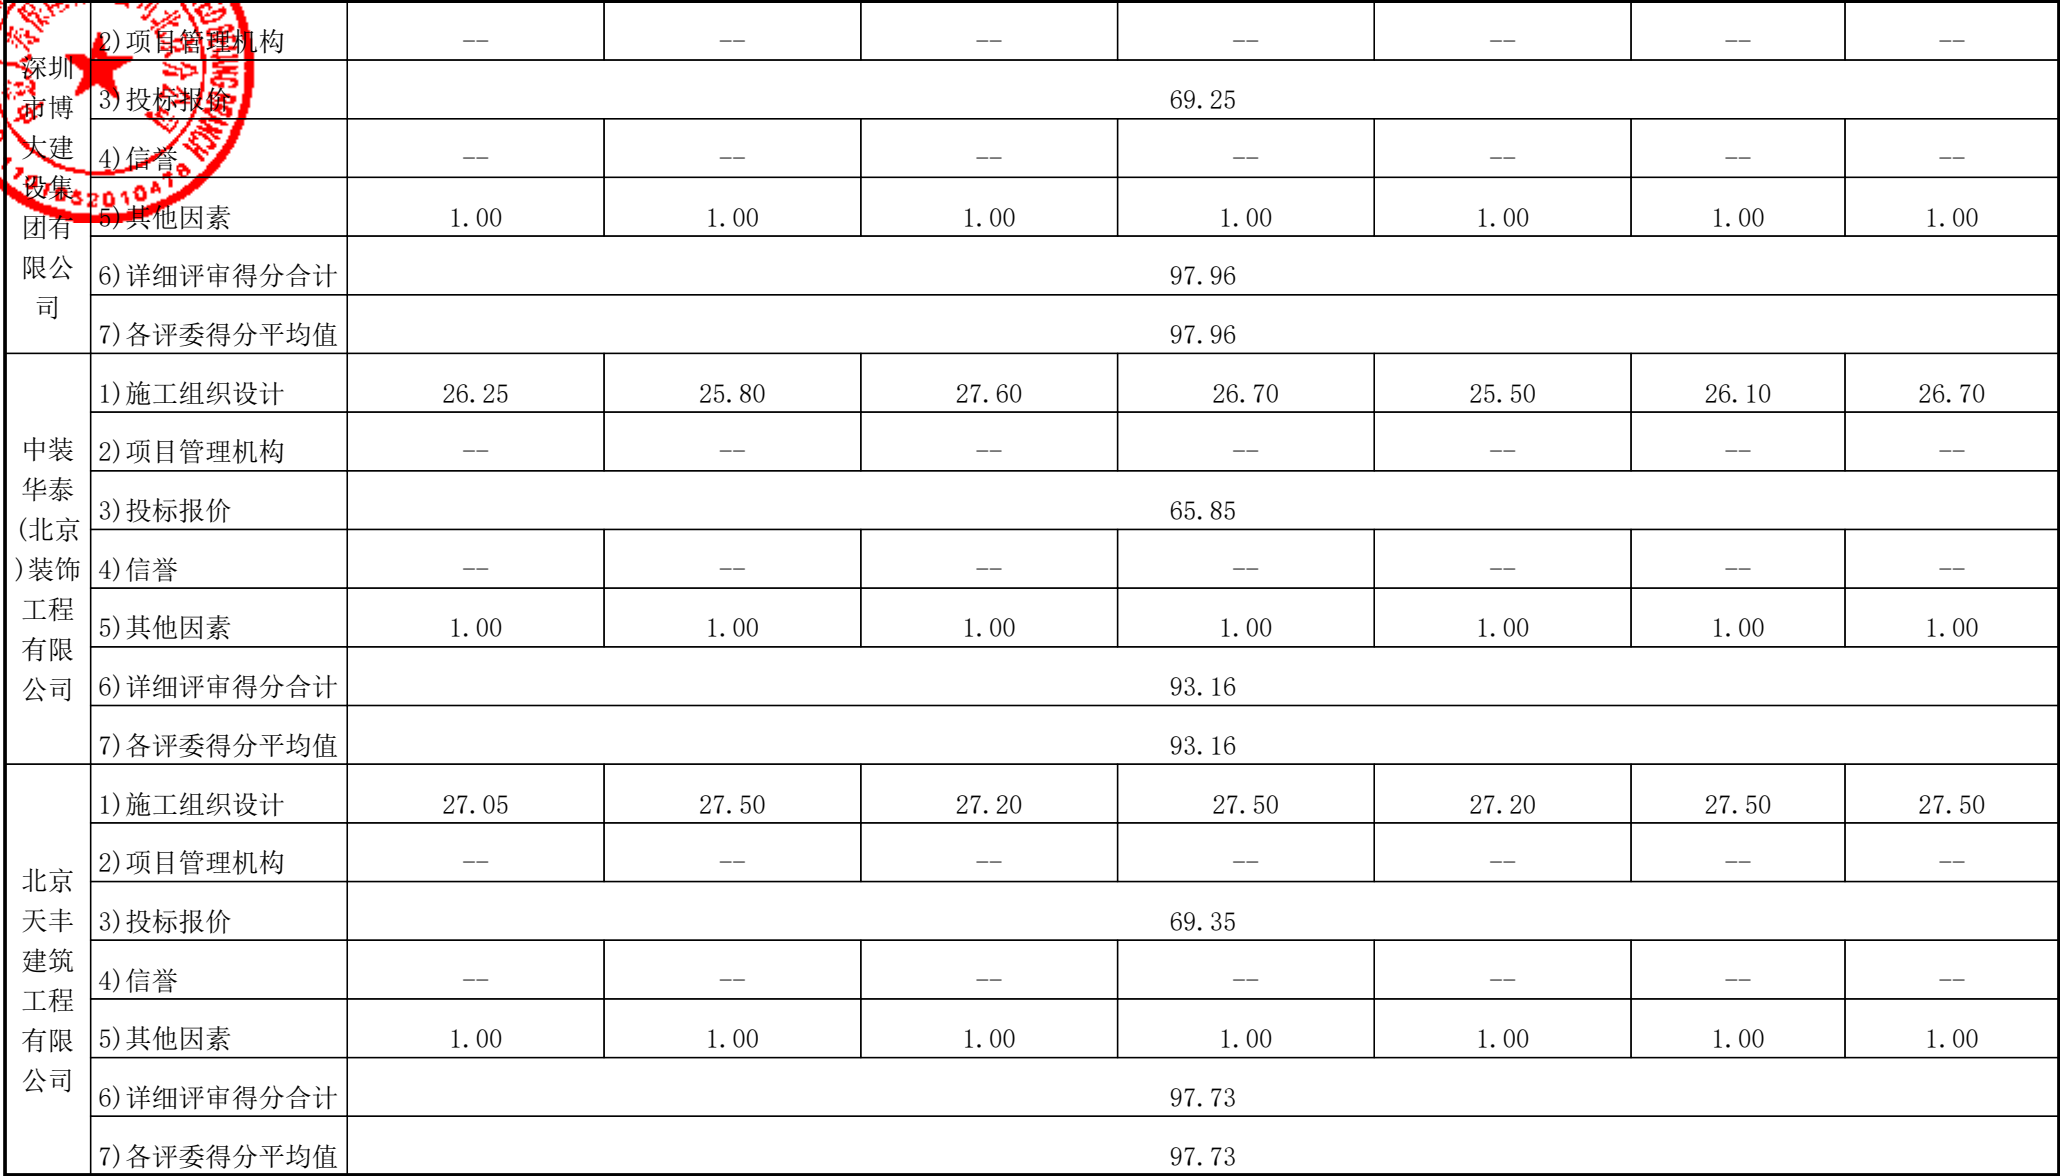 2)项目管理机构 -- -- -- -- -- -- --
深圳市博大建设集团有限公司
3)投标报价 69.25
4)信誉 -- -- -- -- -- -- --
5)其他因素 1.00 1.00 1.00 1.00 1.00 1.00 1.00
6)详细评审得分合计 97.96
7)各评委得分平均值 97.96
中装华泰(北京)装饰工程有限公司
1)施工组织设计 26.25 25.80 27.60 26.70 25.50 26.10 26.70
2)项目管理机构 -- -- -- -- -- -- --
3)投标报价 65.85
4)信誉 -- -- -- -- -- -- --
5)其他因素 1.00 1.00 1.00 1.00 1.00 1.00 1.00
6)详细评审得分合计 93.16
7)各评委得分平均值 93.16
北京天丰建筑工程有限公司
1)施工组织设计 27.05 27.50 27.20 27.50 27.20 27.50 27.50
2)项目管理机构 -- -- -- -- -- -- --
3)投标报价 69.35
4)信誉 -- -- -- -- -- -- --
5)其他因素 1.00 1.00 1.00 1.00 1.00 1.00 1.00
6)详细评审得分合计 97.73
7)各评委得分平均值 97.73